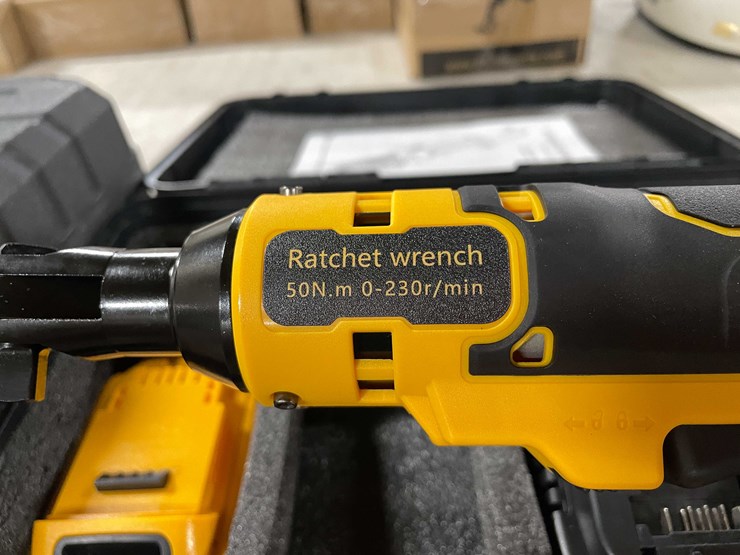 Ratchet wrench
50N.m 0-230r/min